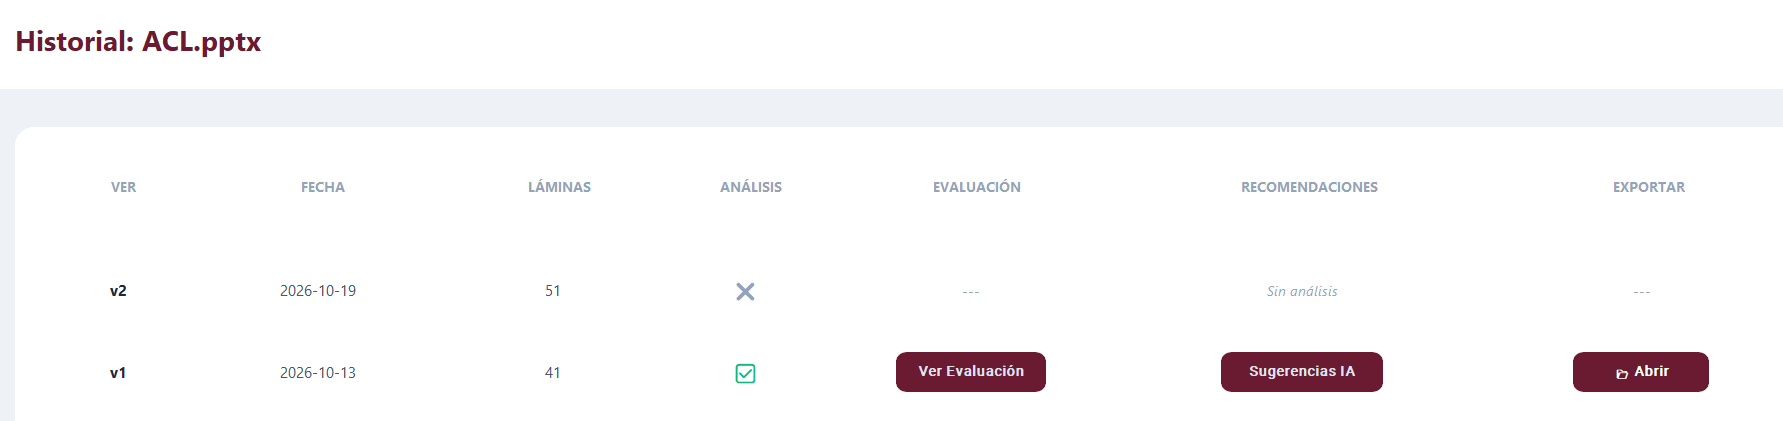 Historial: ACL.pptx
VER FECHA LÁMINAS ANÁLISIS EVALUACIÓN RECOMENDACIONES EXPORTAR
v2 2026-10-19 51 --- Sin análisis ---
v1 2026-10-13 41 Ver Evaluación Sugerencias IA Abrir